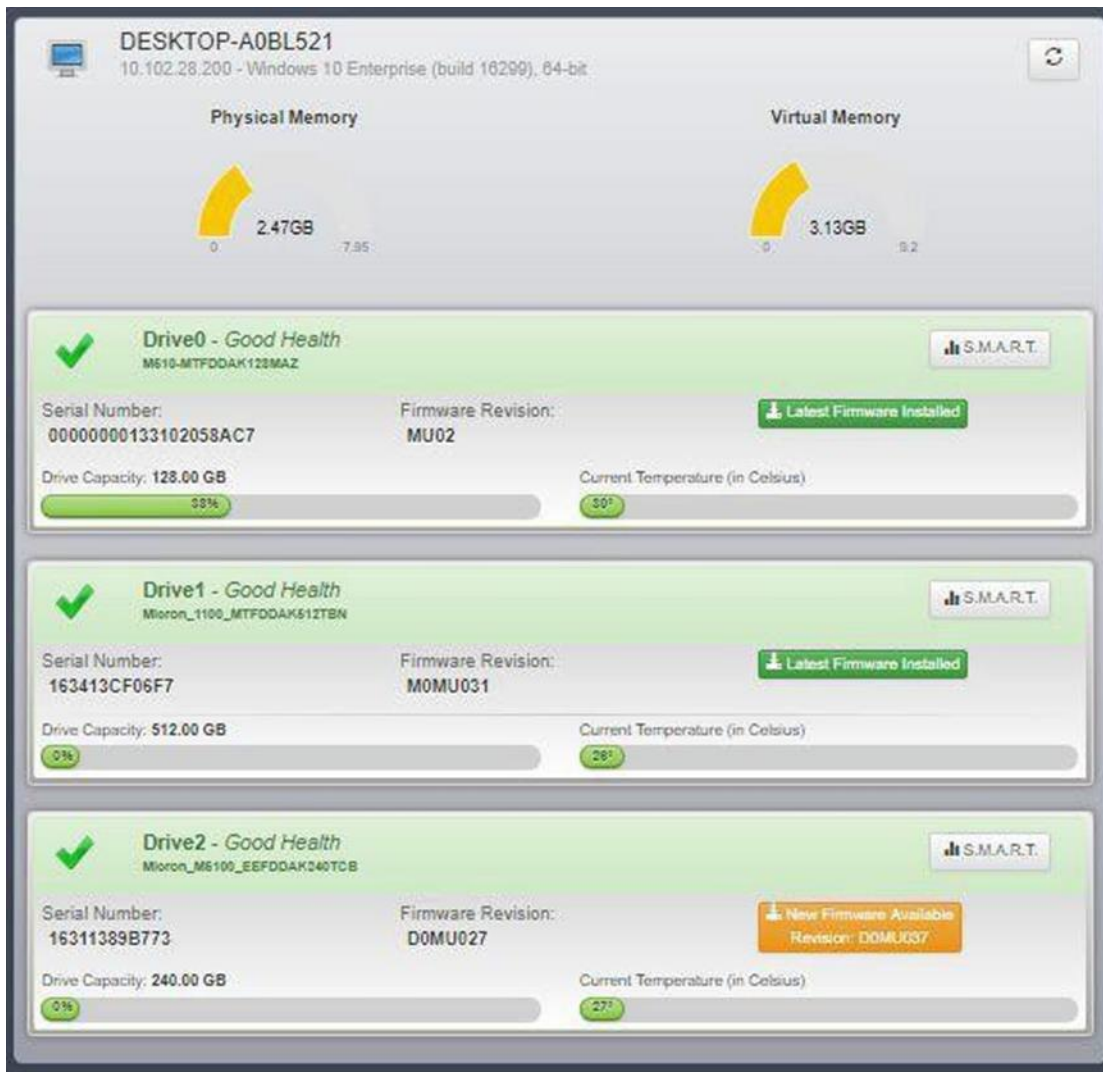 DESKTOP-A0BL521
10.102.28.200 - Windows 10 Enterprise (build 16299), 64-bit
Physical Memory
Virtual Memory
2.47GB
0
7.95
3.13GB
0
9.2
Drive0 - Good Health
S.M.A.R.T.
M510-MTFDDAK128MAZ
Serial Number:
Firmware Revision:
Latest Firmware Installed
00000000133102058AC7
MU02
Drive Capacity: 128.00 GB
Current Temperature (in Celsius)
38%
30°
Drive1 - Good Health
S.M.A.R.T.
Micron_1100_MTFDDAK512TBN
Serial Number:
Firmware Revision:
Latest Firmware Installed
163413CF06F7
M0MU031
Drive Capacity: 512.00 GB
Current Temperature (in Celsius)
0%
Drive2 - Good Health
S.M.A.R.T.
Micron_M5100_EEFDDAK240TCB
Serial Number:
Firmware Revision:
New Firmware Available
Revision: D0MU037
16311389B773
D0MU027
Drive Capacity: 240.00 GB
Current Temperature (in Celsius)
0%
27°